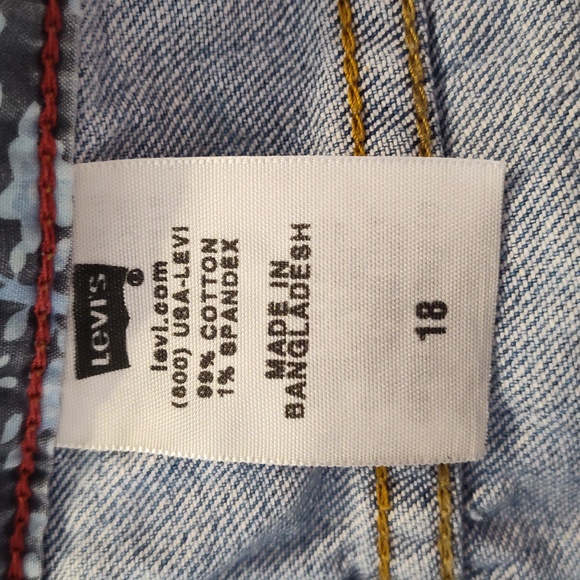 Levi's
®
levi.com
(800) USA-LEVI
99% COTTON
1% SPANDEX
MADE IN
BANGLADESH
18